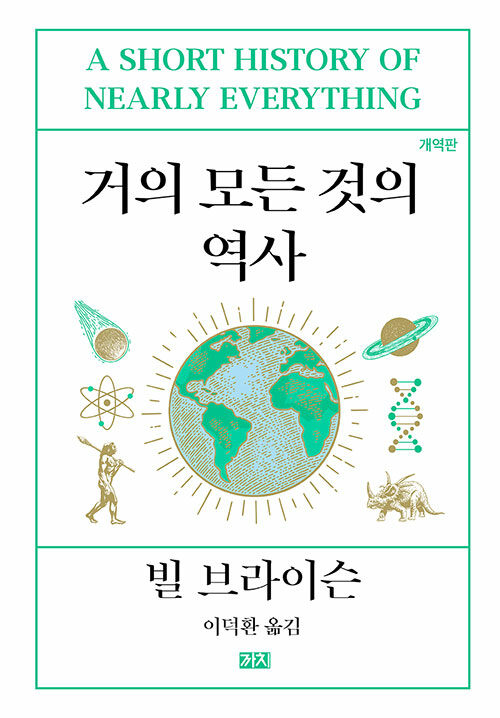 A SHORT HISTORY OF
NEARLY EVERYTHING
개역판
거의 모든 것의
역사
빌 브라이슨
이덕환 옮김
까치